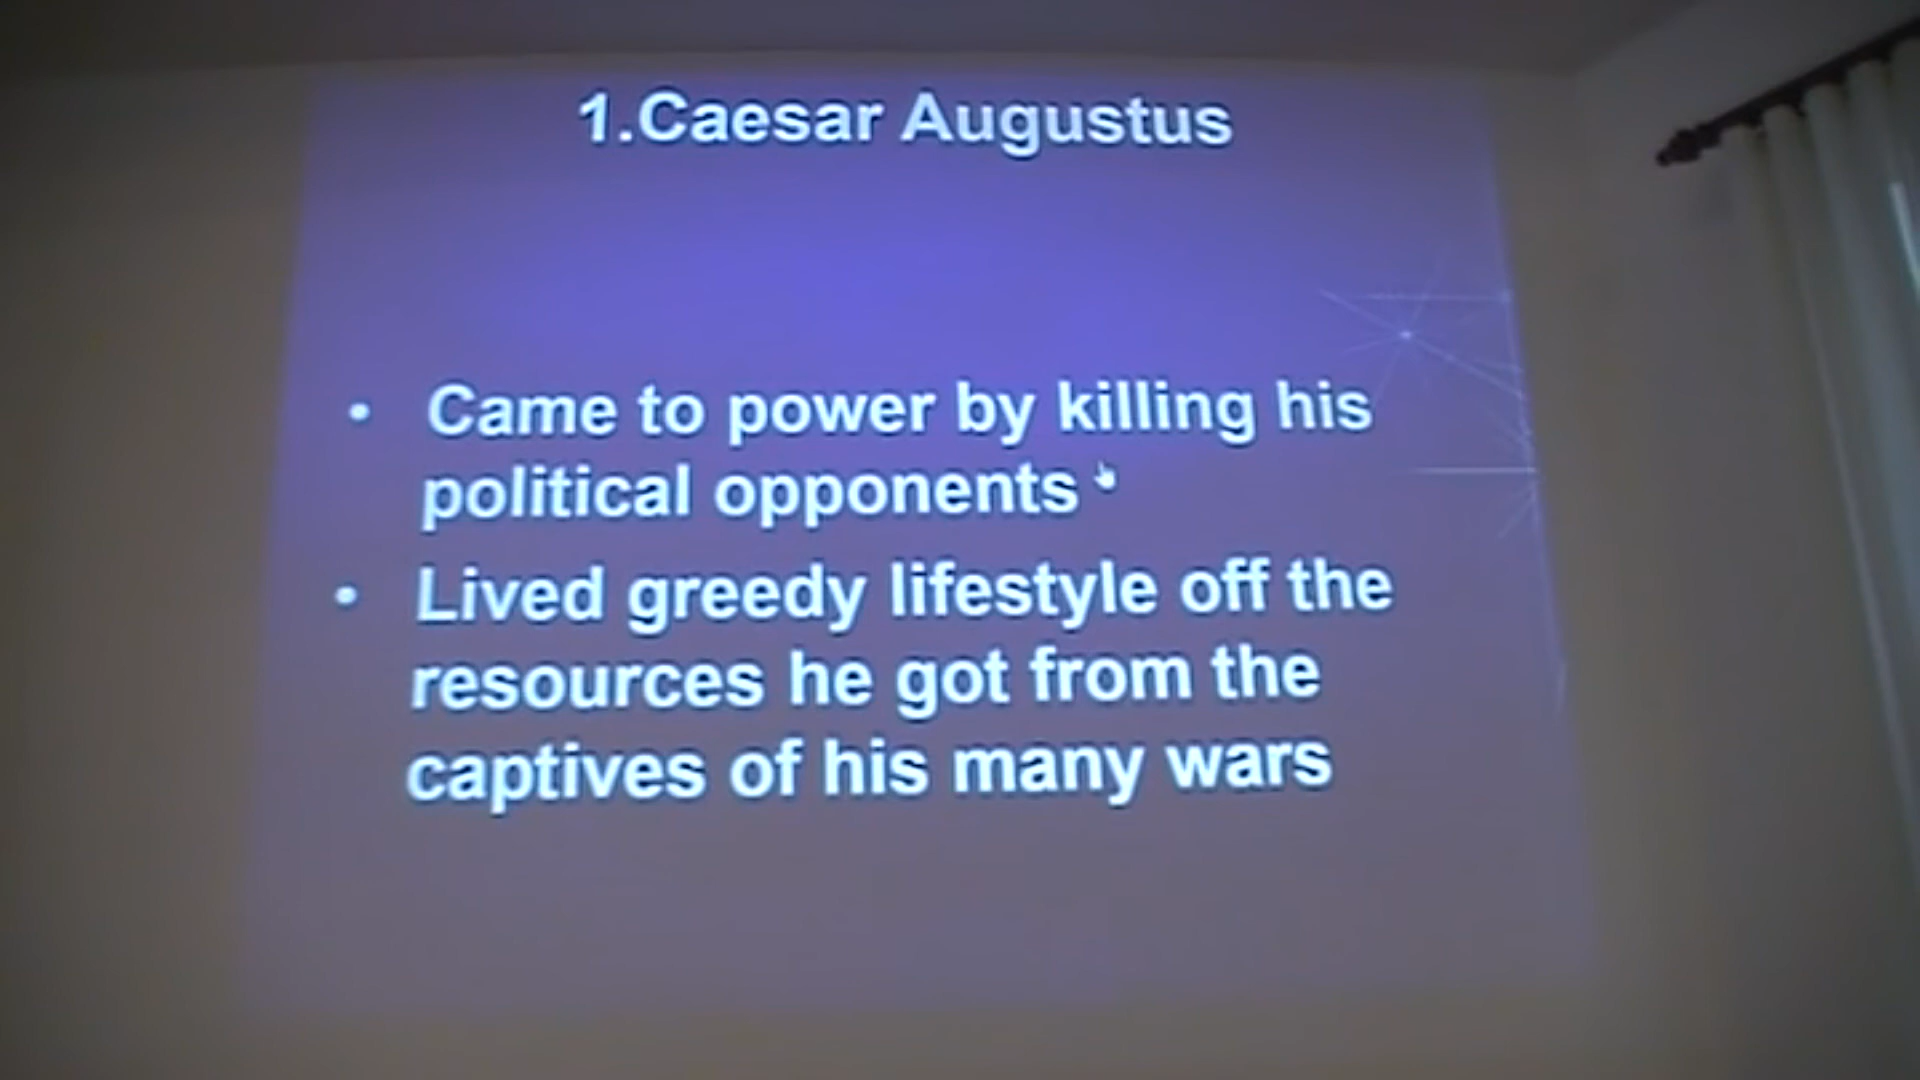 1.Caesar Augustus
• Came to power by killing his
political opponents
• Lived greedy lifestyle off the
resources he got from the
captives of his many wars